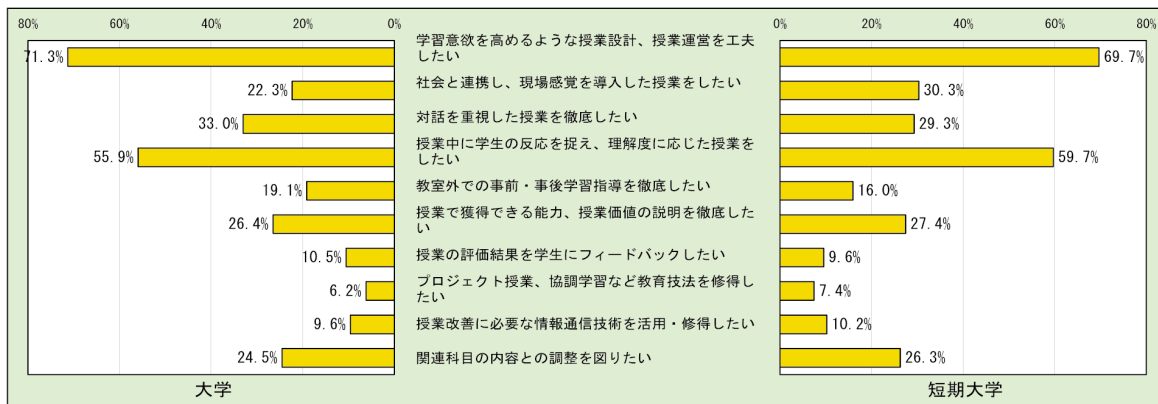 80% 60% 40% 20% 0% 0% 20% 40% 60% 80%
71.3% 学習意欲を高めるような授業設計、授業運営を工夫 69.7%
したい
22.3% 社会と連携し、現場感覚を導入した授業をしたい 30.3%
33.0% 対話を重視した授業を徹底したい 29.3%
55.9% 授業中に学生の反応を捉え、理解度に応じた授業を 59.7%
したい
19.1% 教室外での事前・事後学習指導を徹底したい 16.0%
26.4% 授業で獲得できる能力、授業価値の説明を徹底した 27.4%
い
10.5% 授業の評価結果を学生にフィードバックしたい 9.6%
6.2% プロジェクト授業、協調学習など教育技法を修得し 7.4%
たい
9.6% 授業改善に必要な情報通信技術を活用・修得したい 10.2%
24.5% 関連科目の内容との調整を図りたい 26.3%
大学 短期大学